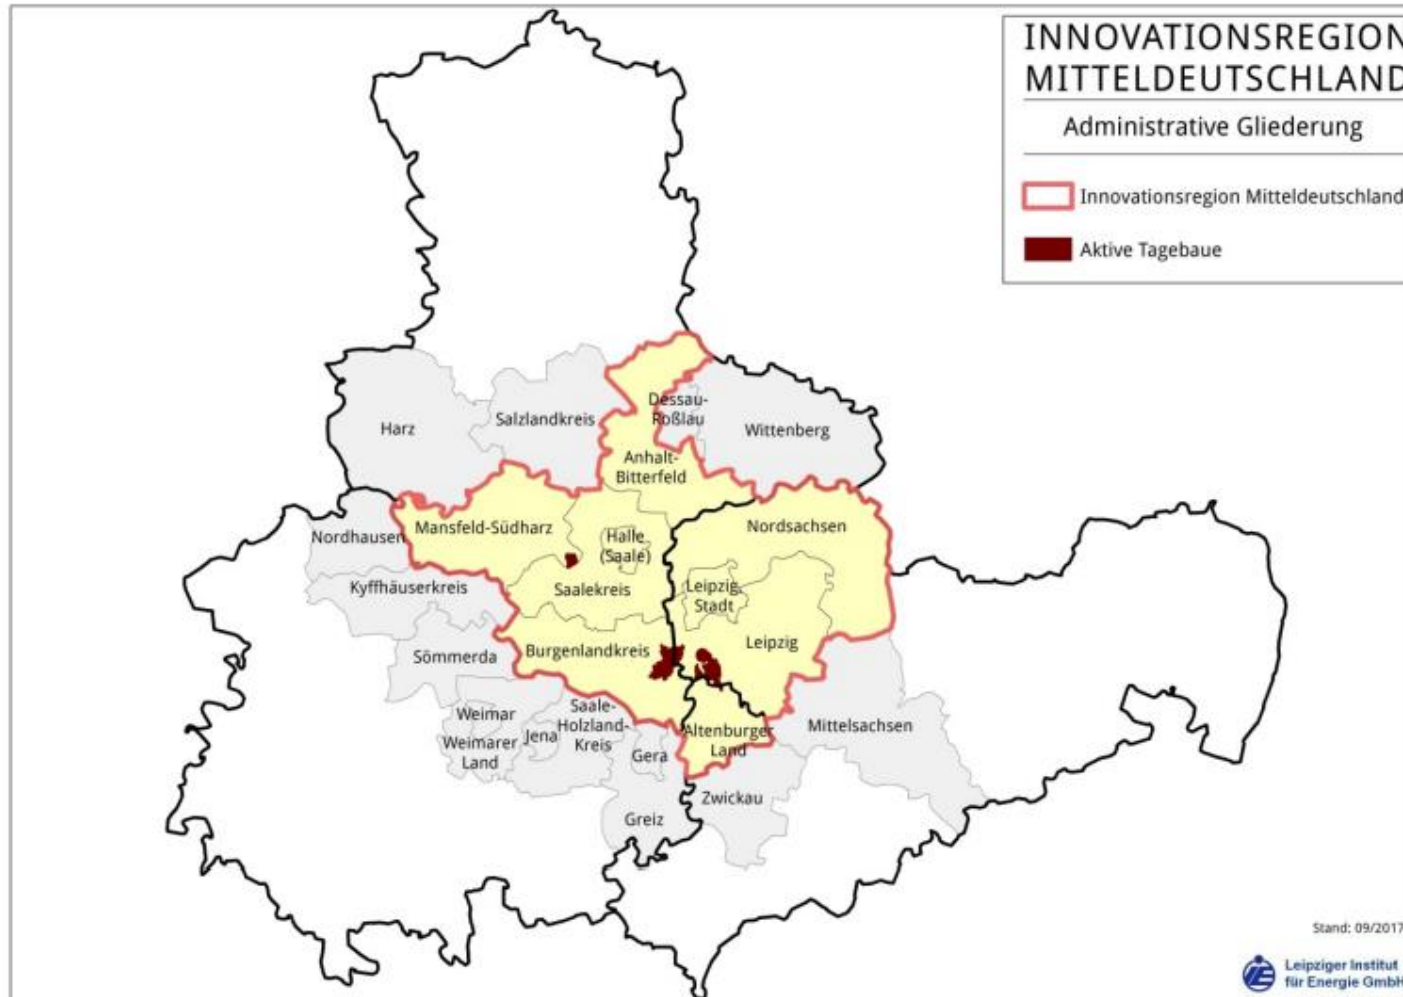 INNOVATIONSREGION
MITTELDEUTSCHLAND
Administrative Gliederung
Innovationsregion Mitteldeutschland
Aktive Tagebaue
Harz
Salzlandkreis
Dessau-
Roßlau
Wittenberg
Anhalt-
Bitterfeld
Nordhausen
Mansfeld-Südharz
Halle
(Saale)
Nordsachsen
Kyffhäuserkreis
Saalekreis
Leipzig,
Stadt
Sömmerda
Burgenlandkreis
Leipzig
Weimar
Weimarer
Land
Jena
Saale-
Holzland-
Kreis
Gera
Altenburger
Land
Mittelsachsen
Greiz
Zwickau
Stand: 09/2017
Leipziger Institut
für Energie GmbH